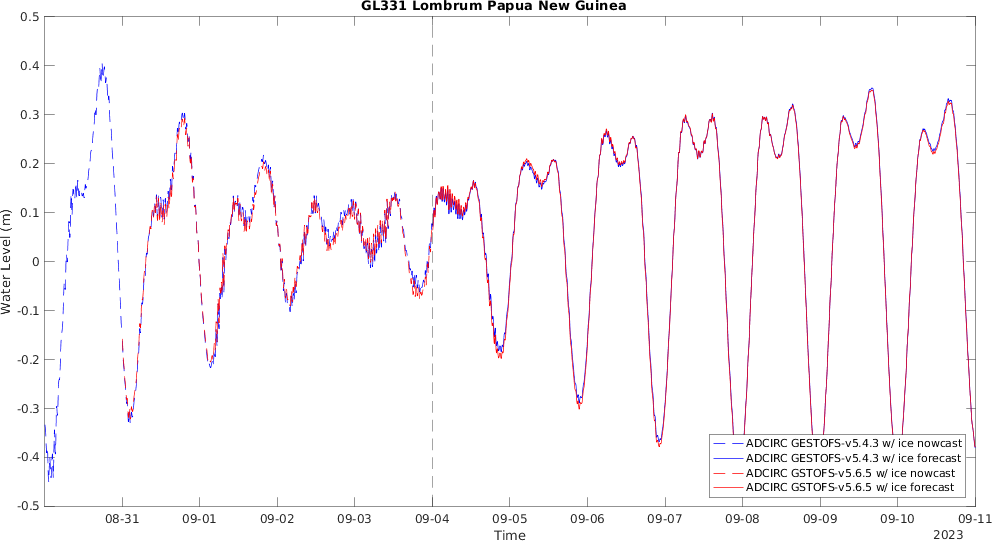 GL331 Lombrum Papua New Guinea
0.5
0.4
0.3
0.2
0.1
0
-0.1
-0.2
-0.3
-0.4
-0.5
Water Level (m)
ADCIRC GESTOFS-v5.4.3 w/ ice nowcast
ADCIRC GESTOFS-v5.4.3 w/ ice forecast
ADCIRC GSTOFS-v5.6.5 w/ ice nowcast
ADCIRC GSTOFS-v5.6.5 w/ ice forecast
08-31 09-01 09-02 09-03 09-04 09-05 09-06 09-07 09-08 09-09 09-10 09-11
Time
2023